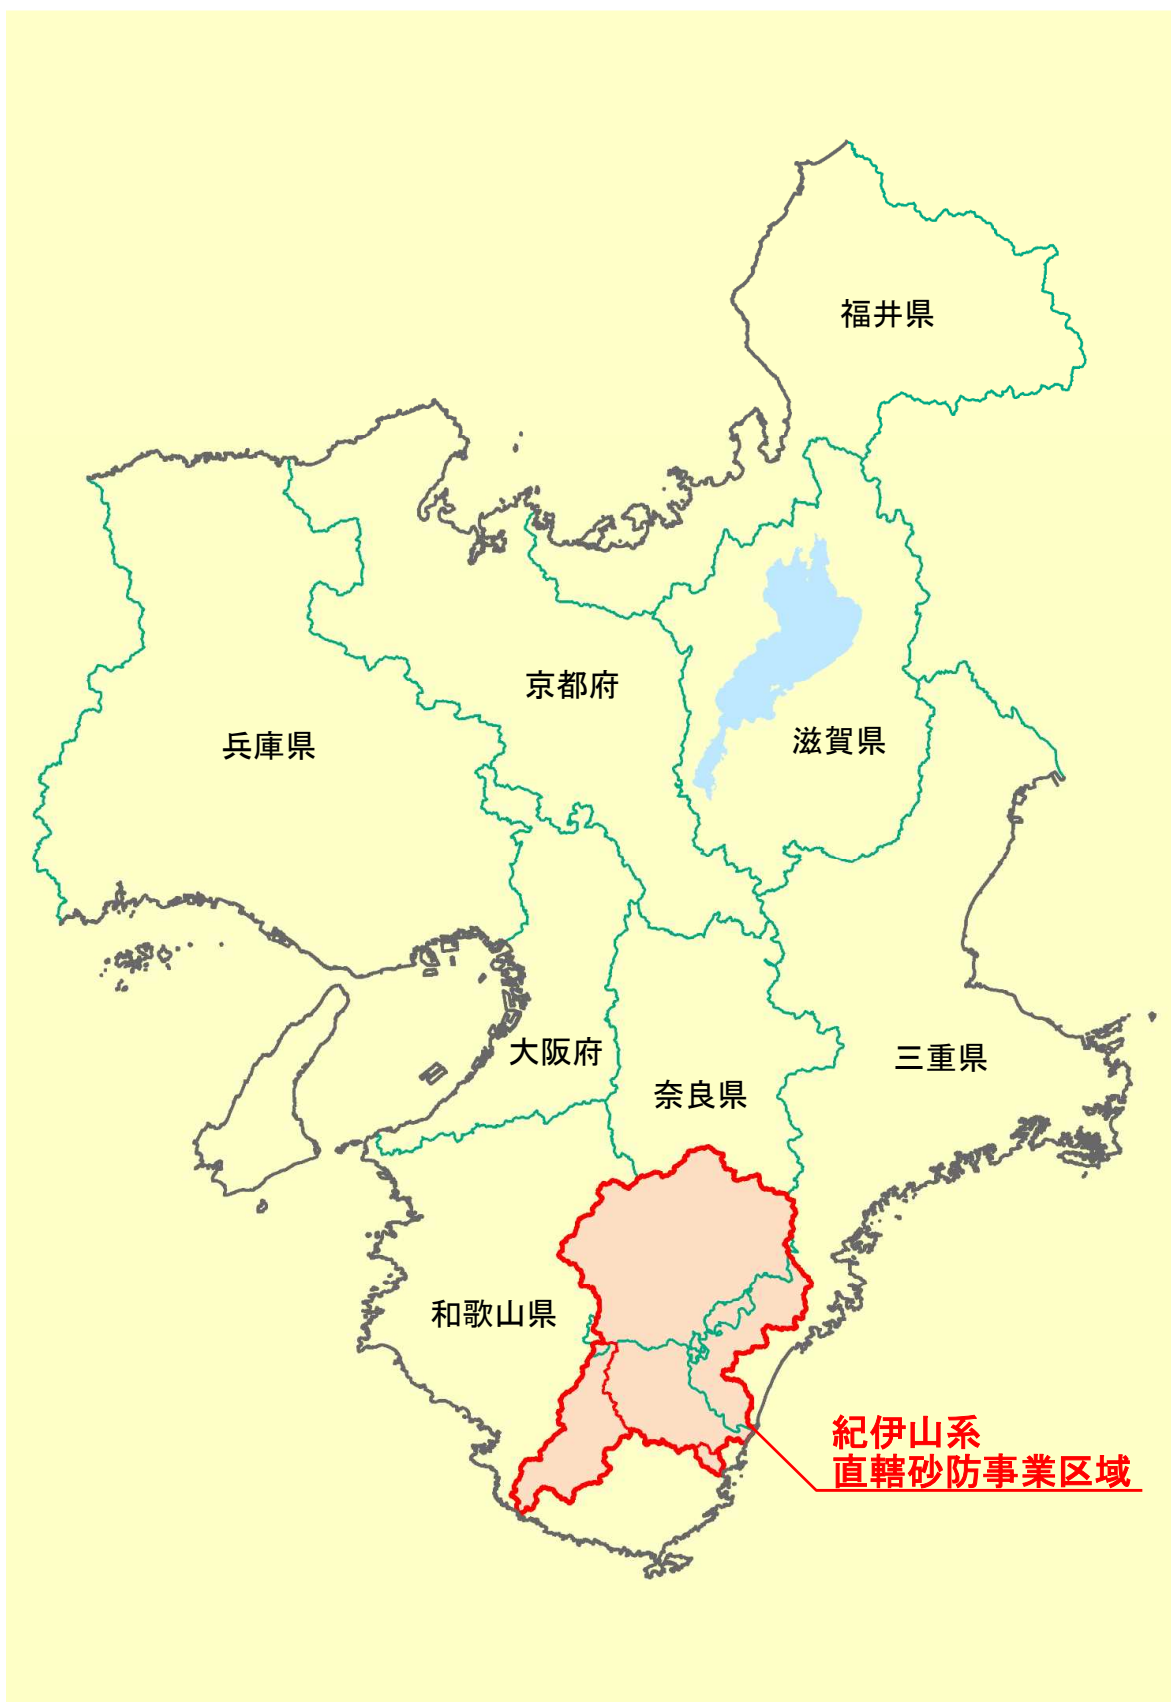 福井県
京都府
滋賀県
兵庫県
大阪府
三重県
奈良県
和歌山県
紀伊山系
直轄砂防事業区域